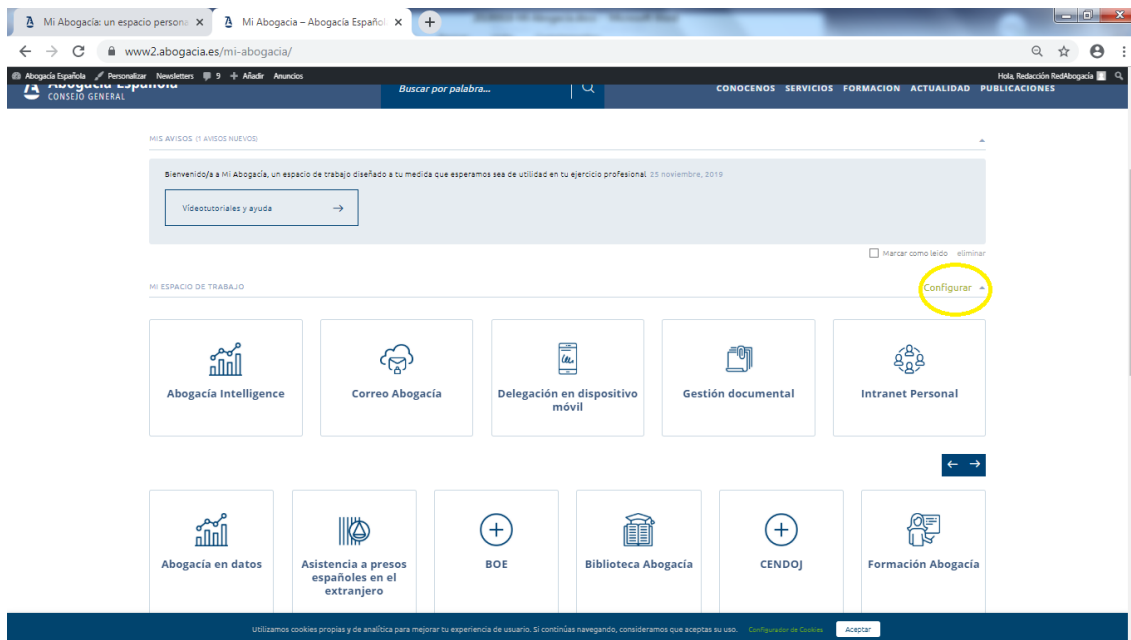 Mi Abogacía: un espacio persona
Mi Abogacia – Abogacía Español
www2.abogacia.es/mi-abogacia/
Abogacía Española Personalizar Newsletters 9 Añadir Anuncios
Hola, Redacción RedAbogacía
Abogacía Española
CONSEJO GENERAL
Buscar por palabra...
CONOCENOS SERVICIOS FORMACION ACTUALIDAD PUBLICACIONES
MIS AVISOS (1 AVISOS NUEVOS)
Bienvenido/a a Mi Abogacía, un espacio de trabajo diseñado a tu medida que esperamos sea de utilidad en tu ejercicio profesional 25 noviembre, 2019
Vídeotutoriales y ayuda
Marcar como leído eliminar
MI ESPACIO DE TRABAJO
Configurar
Abogacía Intelligence
Correo Abogacía
Delegación en dispositivo
móvil
Gestión documental
Intranet Personal
Abogacía en datos
Asistencia a presos
españoles en el
extranjero
BOE
Biblioteca Abogacía
CENDOJ
Formación Abogacía
Utilizamos cookies propias y de analítica para mejorar tu experiencia de usuario. Si continúas navegando, consideramos que aceptas su uso. Configurador de Cookies Aceptar